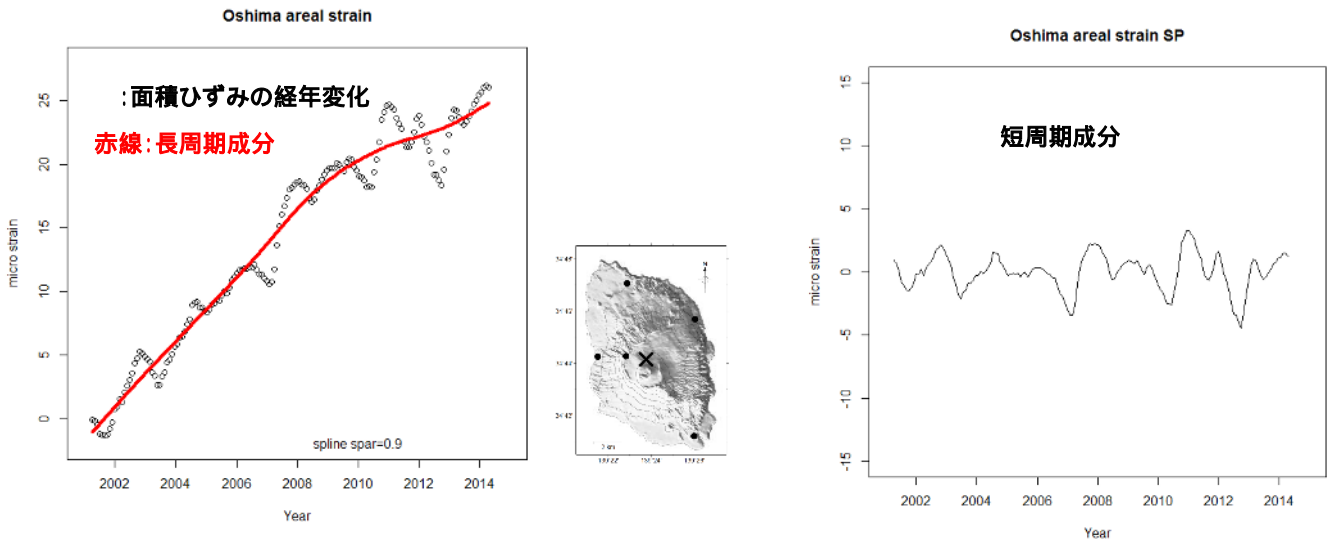 Oshima areal strain
:面積ひずみの経年変化
赤線:長周期成分
spline spar=0.9
micro strain
0 5 10 15 20 25
2002 2004 2006 2008 2010 2012 2014
Year
N
2 km
Oshima areal strain SP
短周期成分
micro strain
-15 -10 -5 0 5 10 15
2002 2004 2006 2008 2010 2012 2014
Year